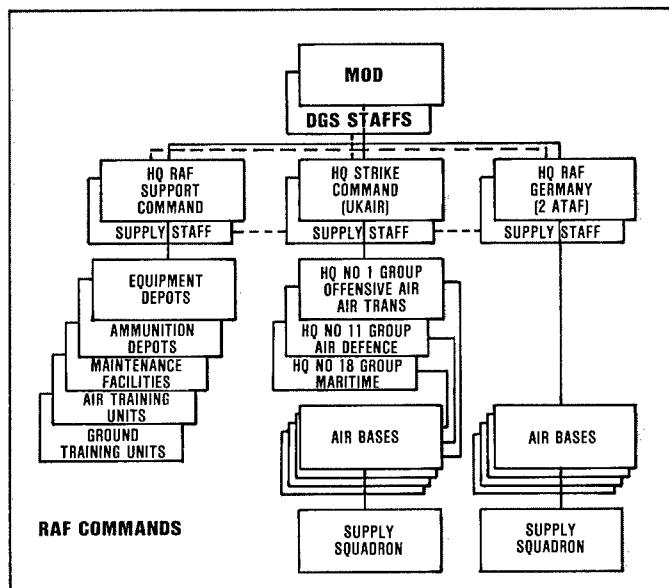 MOD
DGS STAFFS
HQ RAF
SUPPORT
COMMAND
SUPPLY STAFF
HQ STRIKE
COMMAND
(UKAIR)
SUPPLY STAFF
HQ RAF
GERMANY
(2 ATAF)
SUPPLY STAFF
EQUIPMENT
DEPOTS
AMMUNITION
DEPOTS
MAINTENANCE
FACILITIES
AIR TRAINING
UNITS
GROUND
TRAINING UNITS
HQ NO 1 GROUP
OFFENSIVE AIR
AIR TRANS
HQ NO 11 GROUP
AIR DEFENCE
HQ NO 18 GROUP
MARITIME
AIR BASES
AIR BASES
SUPPLY
SQUADRON
SUPPLY
SQUADRON
RAF COMMANDS